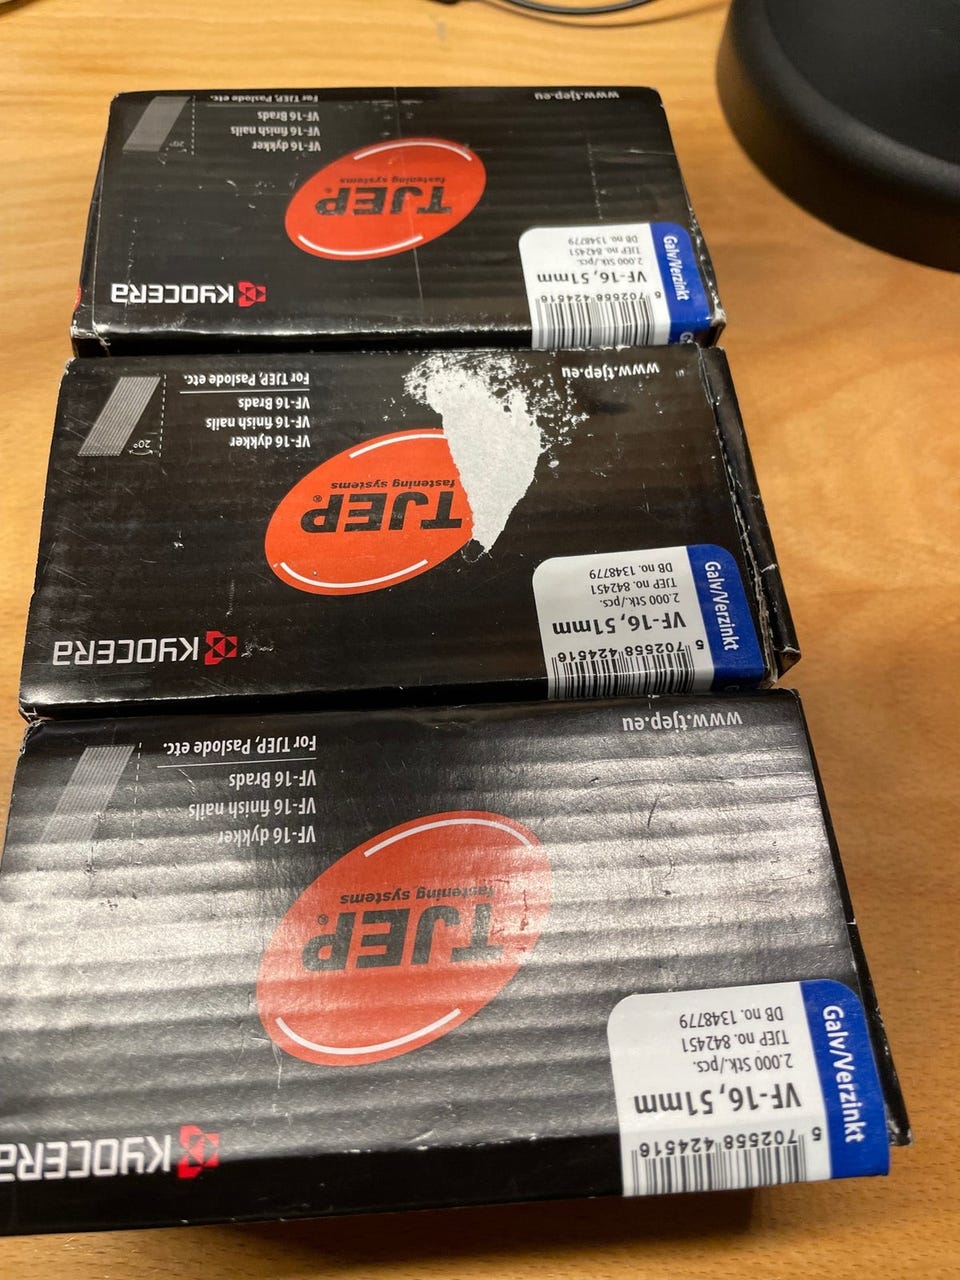 KYOCERA
5 702558 424516
VF-16, 51mm
2.000 Stk./pcs.
TJEP no. 842451
DB no. 1348779
Galv/Verzinkt
TJEP®
fastening systems
VF-16 dykker
VF-16 finish nails
VF-16 Brads
For TJEP, Paslode etc.
www.tjep.eu
KYOCERA
5 702558 424516
VF-16, 51mm
2.000 Stk./pcs.
TJEP no. 842451
DB no. 1348779
Galv/Verzinkt
TJEP®
fastening systems
20°
VF-16 dykker
VF-16 finish nails
VF-16 Brads
For TJEP, Paslode etc.
www.tjep.eu
KYOCERA
5 702558 424516
VF-16, 51mm
2.000 Stk./pcs.
TJEP no. 842451
DB no. 1348779
Galv/Verzinkt
TJEP®
fastening systems
20°
VF-16 dykker
VF-16 finish nails
VF-16 Brads
For TJEP, Paslode etc.
www.tjep.eu